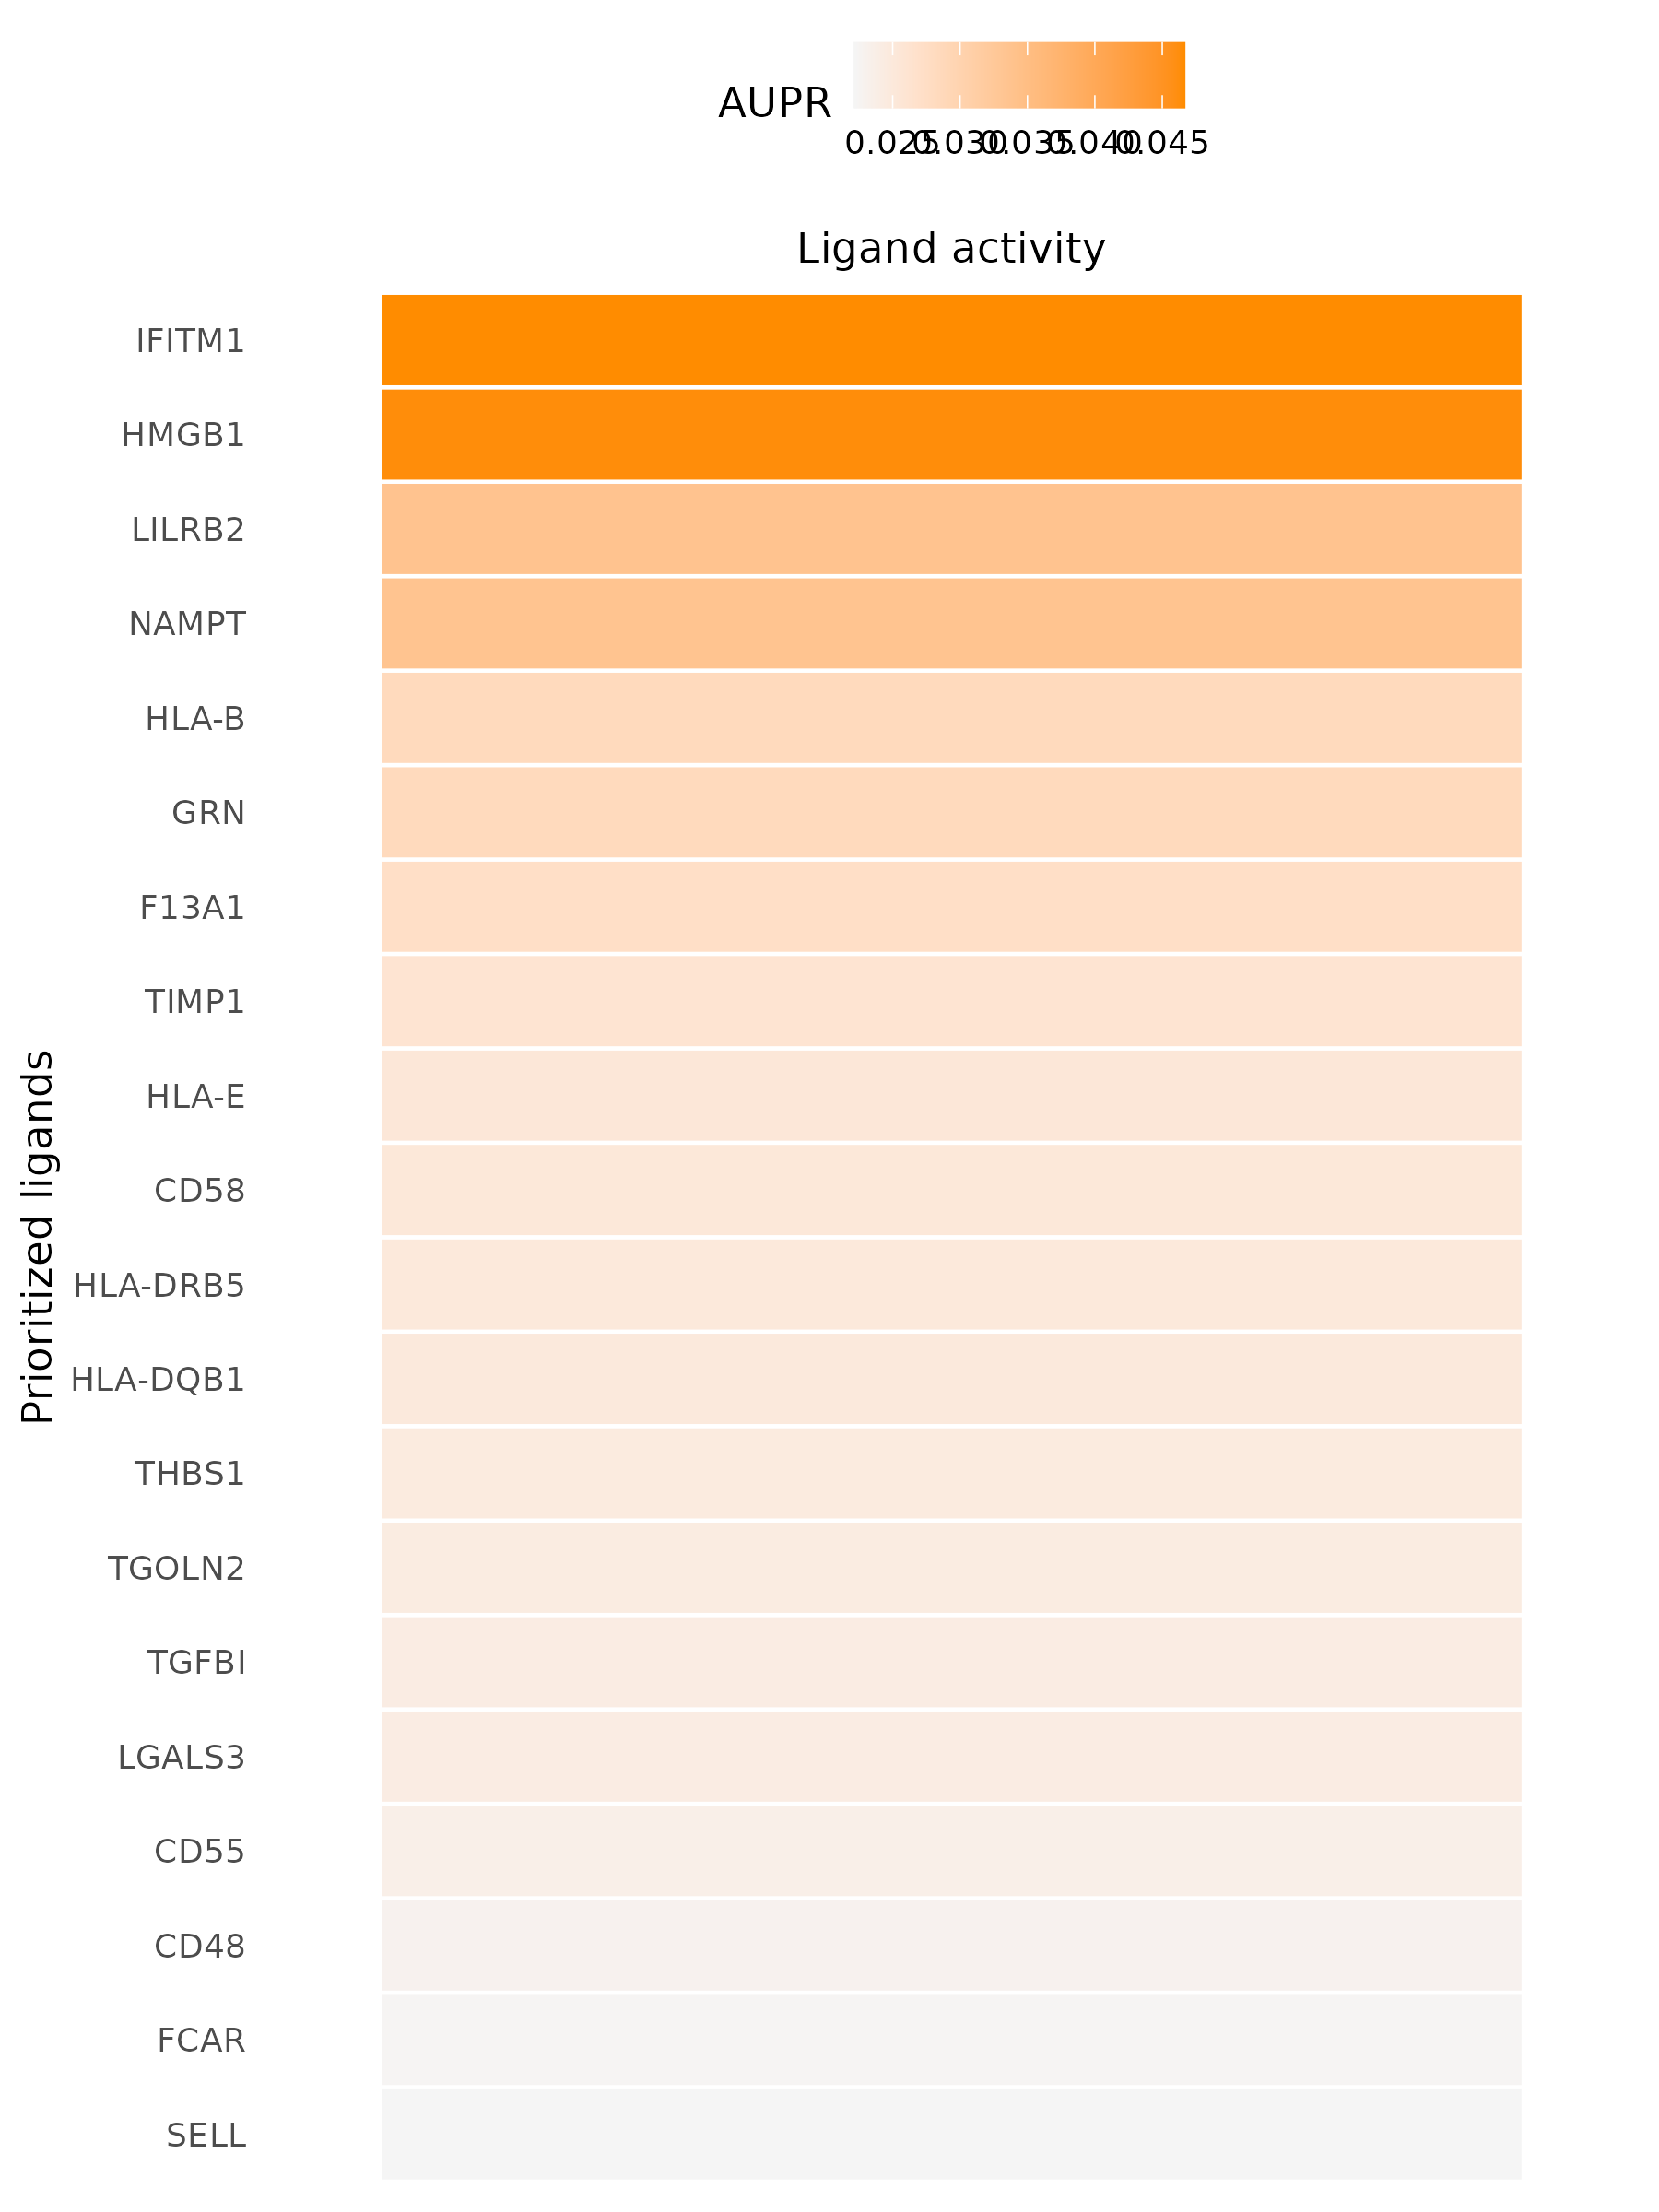 AUPR
0.025 0.030 0.035 0.040 0.045
Ligand activity
Prioritized ligands
IFITM1
HMGB1
LILRB2
NAMPT
HLA-B
GRN
F13A1
TIMP1
HLA-E
CD58
HLA-DRB5
HLA-DQB1
THBS1
TGOLN2
TGFBI
LGALS3
CD55
CD48
FCAR
SELL